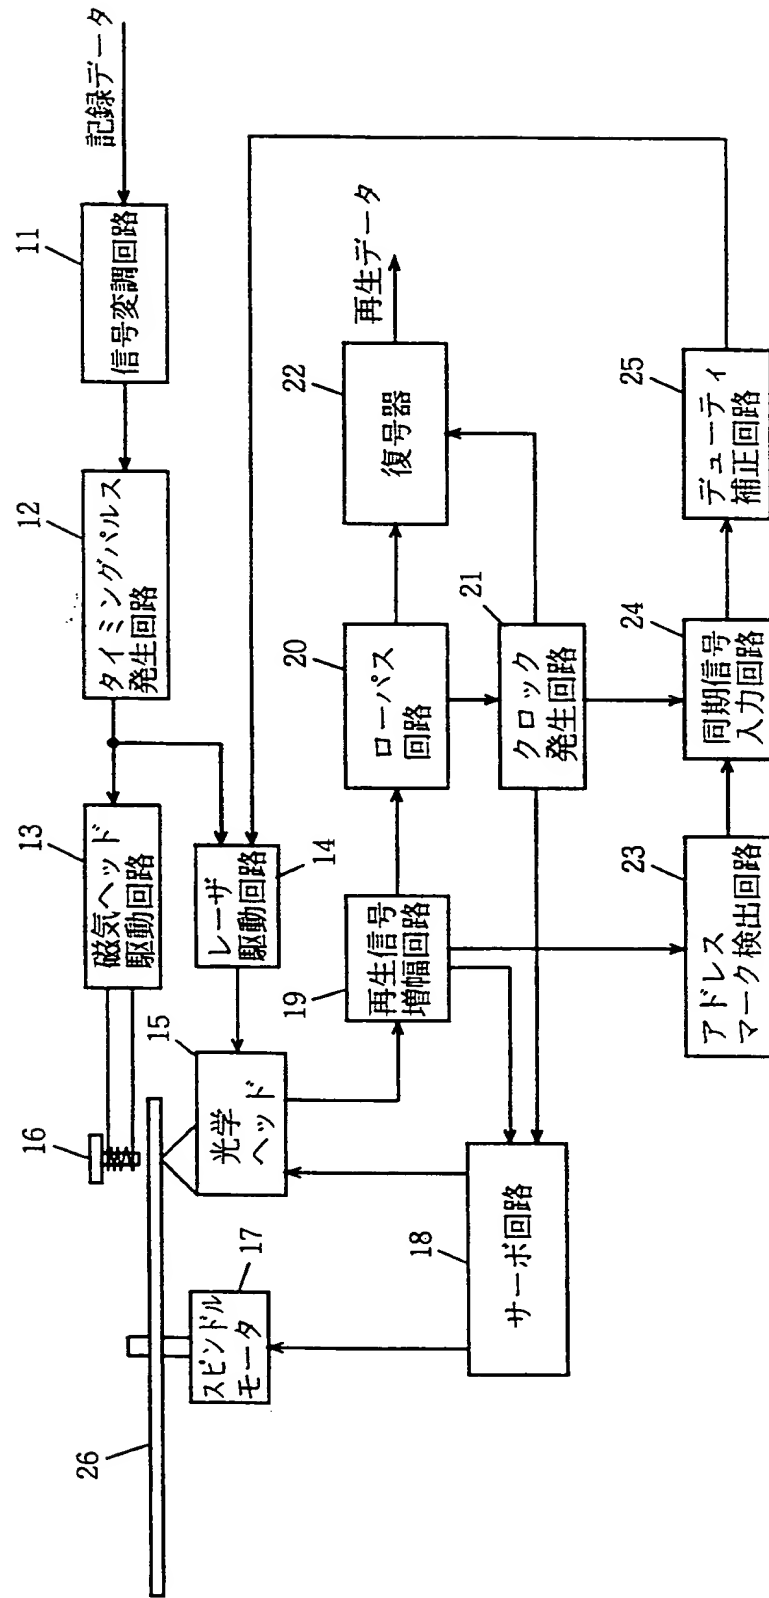 記録データ
11
信号変調回路
12
タイミングパルス
発生回路
13
磁気ヘッド
駆動回路
14
レーザ
駆動回路
15
光学
ヘッド
16
26
17
スピンドル
モータ
18
サーボ回路
19
再生信号
増幅回路
20
ローパス
回路
21
クロック
発生回路
22
復号器
再生データ
23
アドレス
マーク検出回路
24
同期信号
入力回路
25
デューティ
補正回路